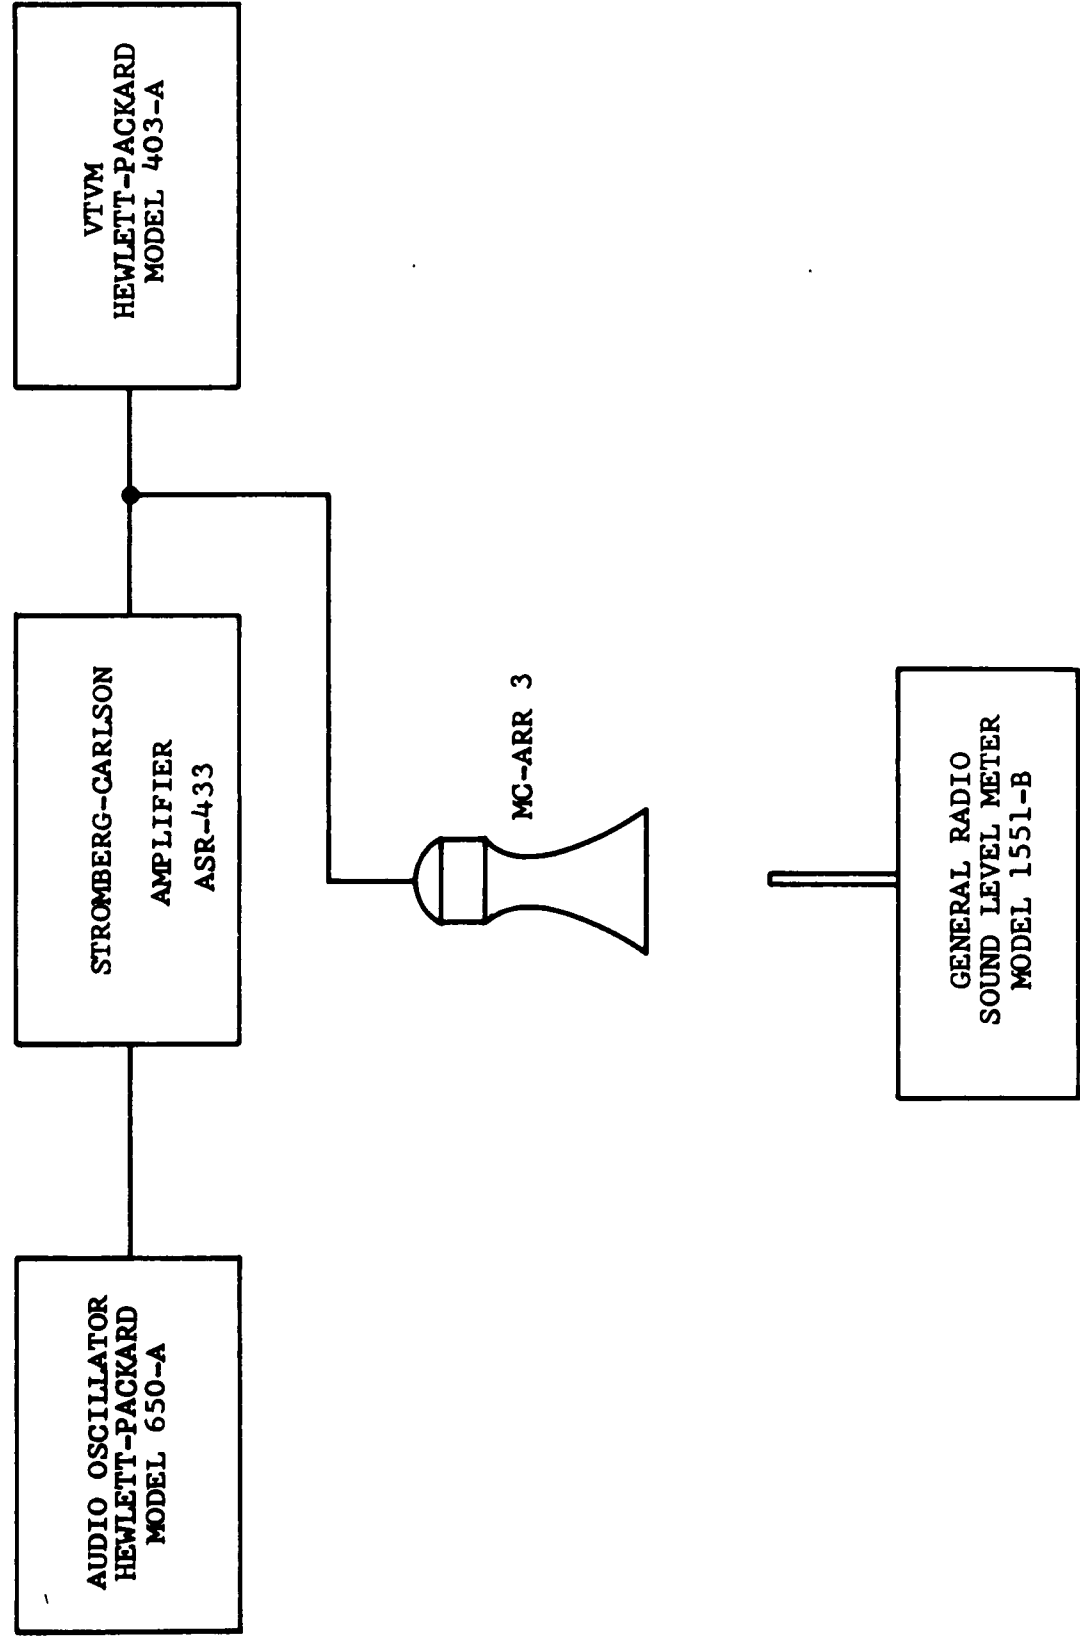 AUDIO OSCILLATOR
HEWLETT-PACKARD
MODEL 650-A
STROMBERG-CARLSON
AMPLIFIER
ASR-433
VTVM
HEWLETT-PACKARD
MODEL 403-A
MC-ARR 3
GENERAL RADIO
SOUND LEVEL METER
MODEL 1551-B